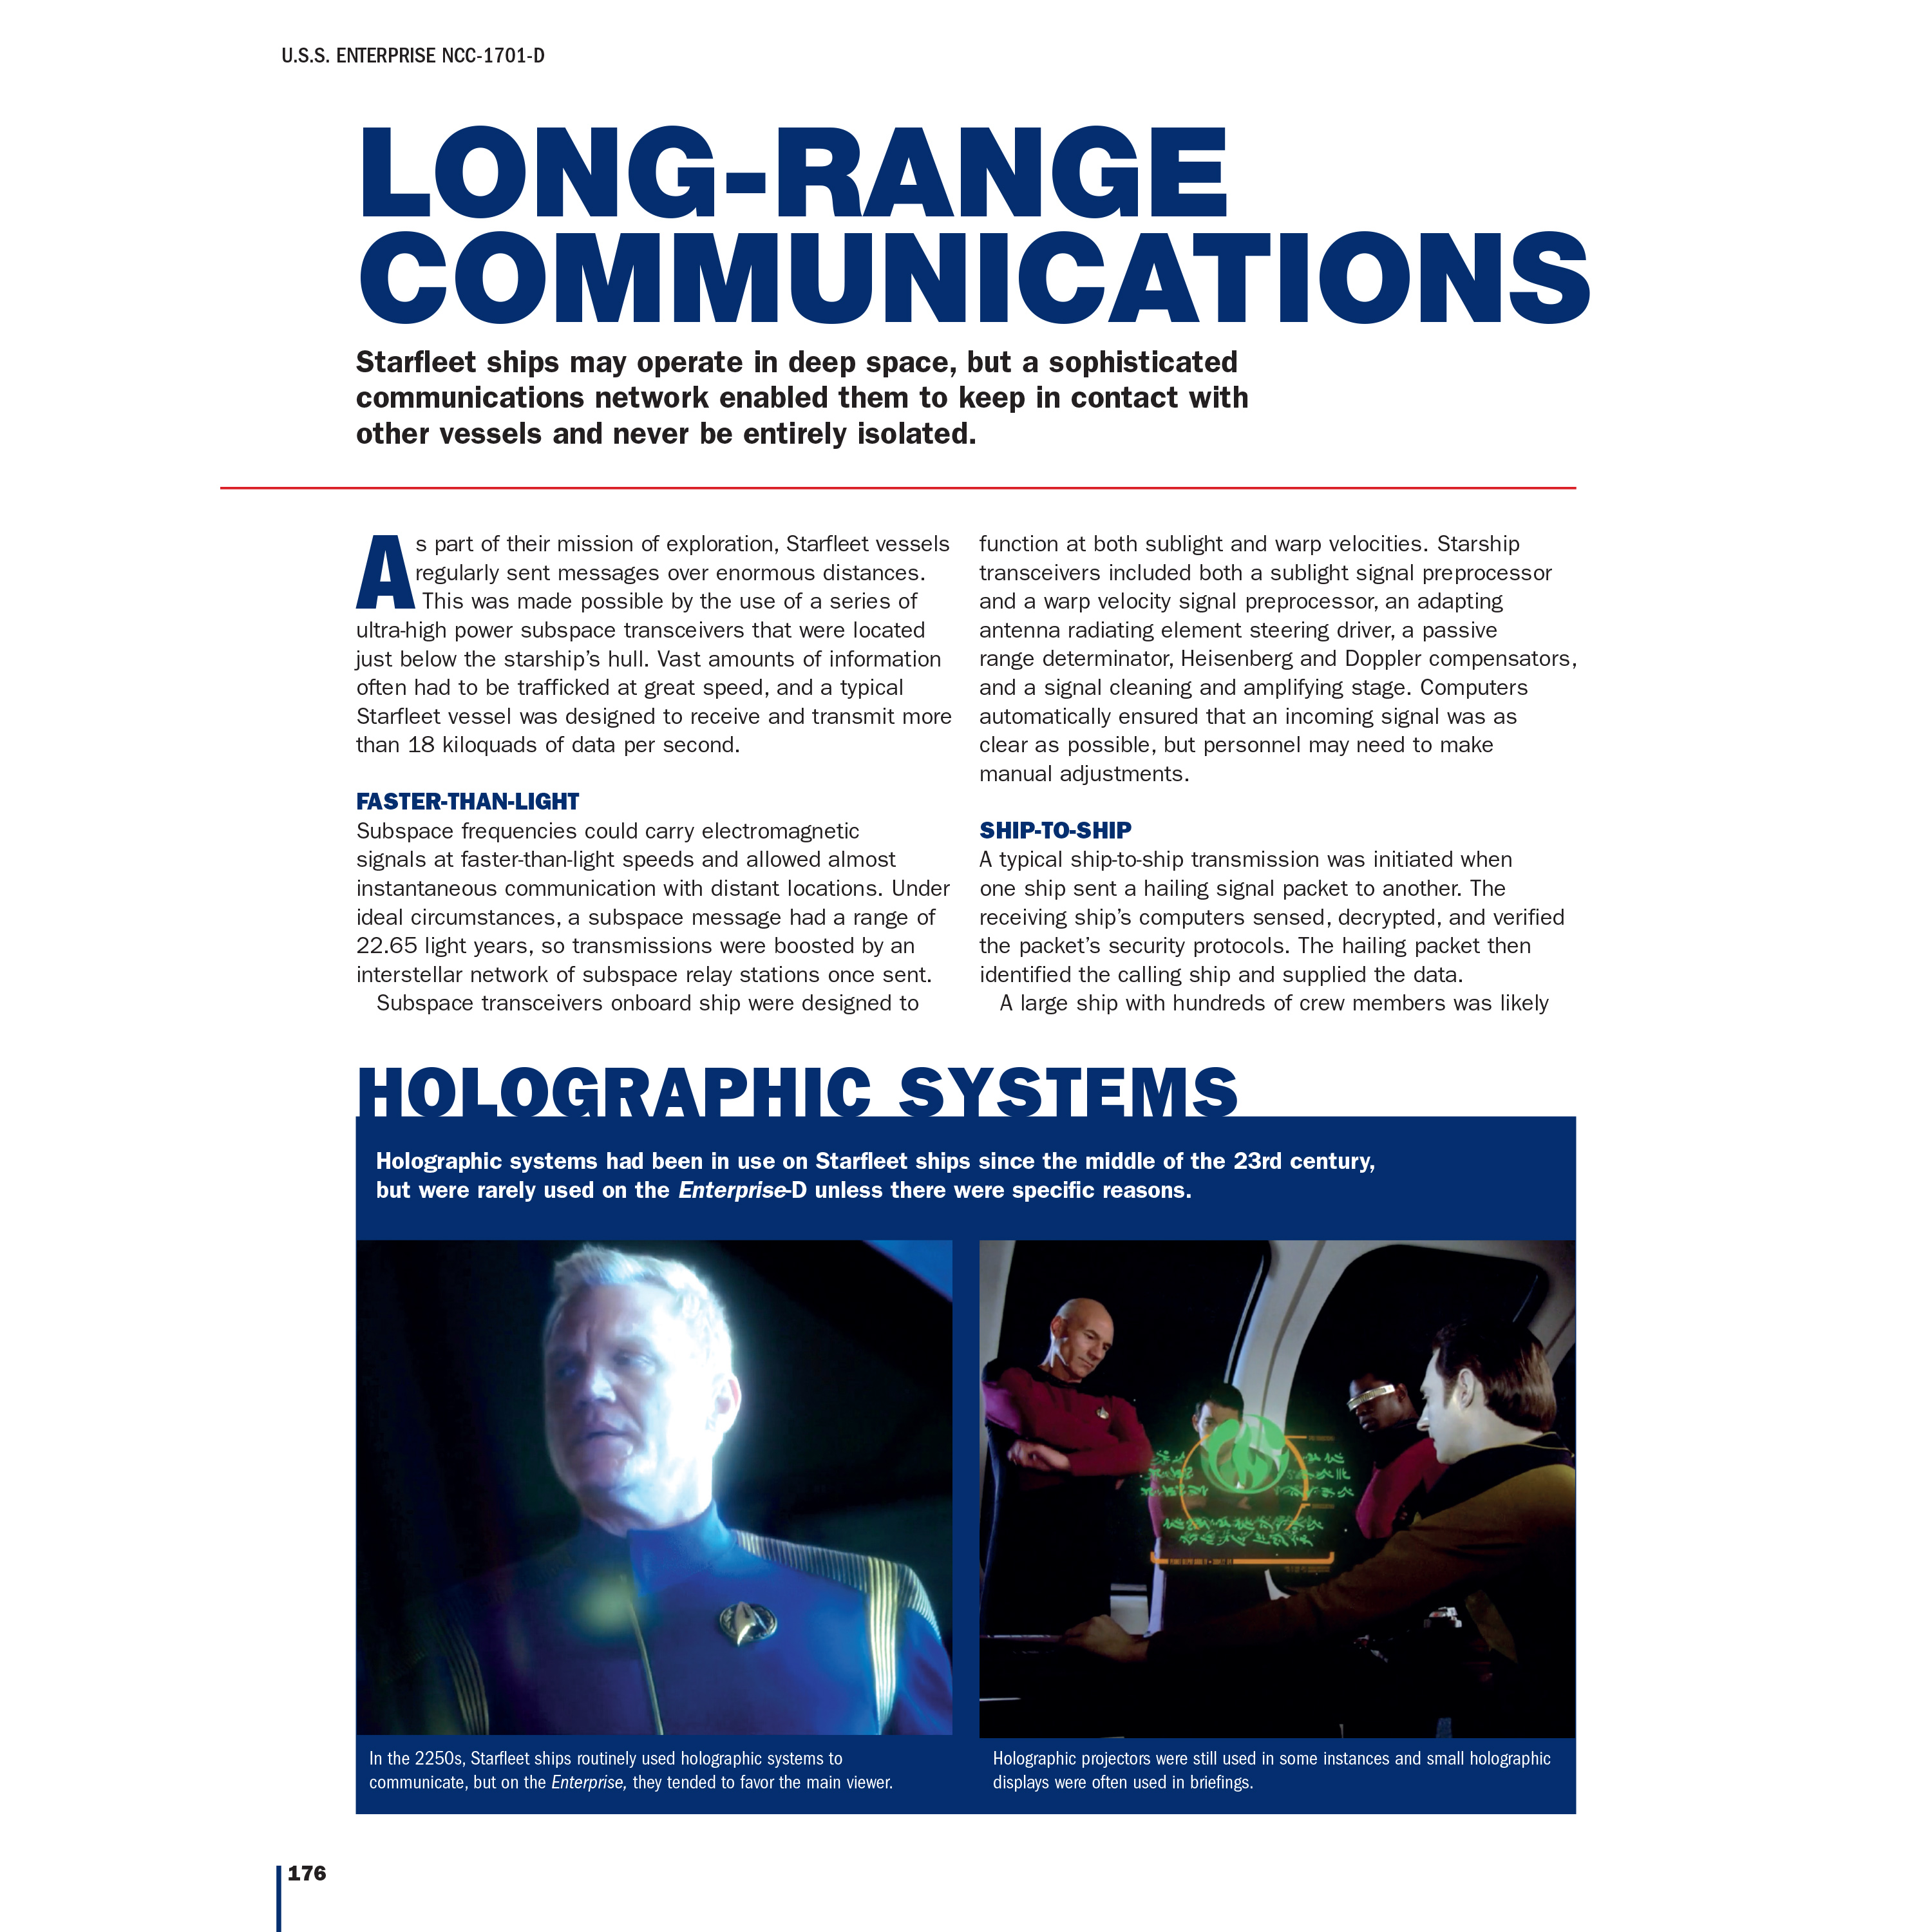 U.S.S. ENTERPRISE NCC-1701-D
LONG-RANGE
COMMUNICATIONS
Starfleet ships may operate in deep space, but a sophisticated
communications network enabled them to keep in contact with
other vessels and never be entirely isolated.
As part of their mission of exploration, Starfleet vessels
regularly sent messages over enormous distances.
This was made possible by the use of a series of
ultra-high power subspace transceivers that were located
just below the starship’s hull. Vast amounts of information
often had to be trafficked at great speed, and a typical
Starfleet vessel was designed to receive and transmit more
than 18 kiloquads of data per second.
FASTER-THAN-LIGHT
Subspace frequencies could carry electromagnetic
signals at faster-than-light speeds and allowed almost
instantaneous communication with distant locations. Under
ideal circumstances, a subspace message had a range of
22.65 light years, so transmissions were boosted by an
interstellar network of subspace relay stations once sent.
Subspace transceivers onboard ship were designed to
function at both sublight and warp velocities. Starship
transceivers included both a sublight signal preprocessor
and a warp velocity signal preprocessor, an adapting
antenna radiating element steering driver, a passive
range determinator, Heisenberg and Doppler compensators,
and a signal cleaning and amplifying stage. Computers
automatically ensured that an incoming signal was as
clear as possible, but personnel may need to make
manual adjustments.
SHIP-TO-SHIP
A typical ship-to-ship transmission was initiated when
one ship sent a hailing signal packet to another. The
receiving ship’s computers sensed, decrypted, and verified
the packet’s security protocols. The hailing packet then
identified the calling ship and supplied the data.
A large ship with hundreds of crew members was likely
HOLOGRAPHIC SYSTEMS
Holographic systems had been in use on Starfleet ships since the middle of the 23rd century,
but were rarely used on the Enterprise-D unless there were specific reasons.
In the 2250s, Starfleet ships routinely used holographic systems to
communicate, but on the Enterprise, they tended to favor the main viewer.
Holographic projectors were still used in some instances and small holographic
displays were often used in briefings.
176